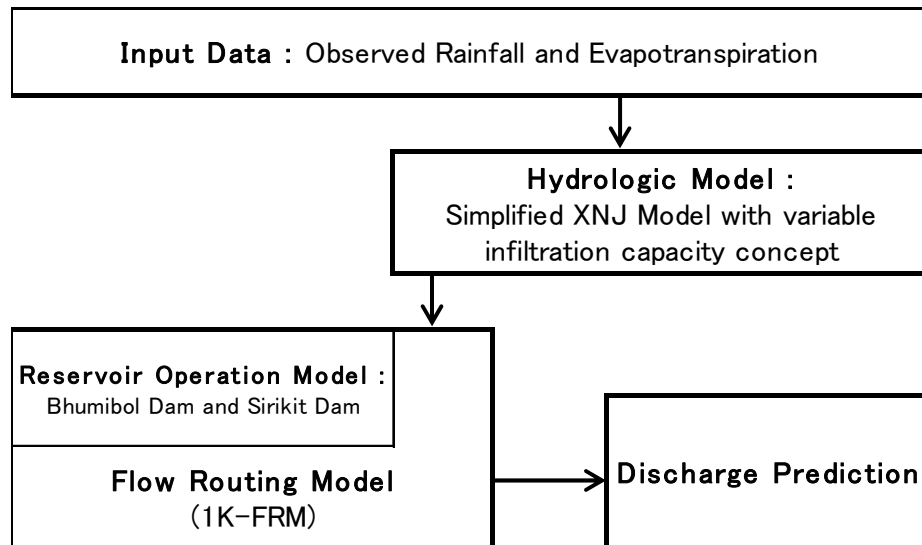 Input Data : Observed Rainfall and Evapotranspiration
Hydrologic Model :
Simplified XNJ Model with variable
infiltration capacity concept
Reservoir Operation Model :
Bhumibol Dam and Sirikit Dam
Flow Routing Model
(1K-FRM)
Discharge Prediction